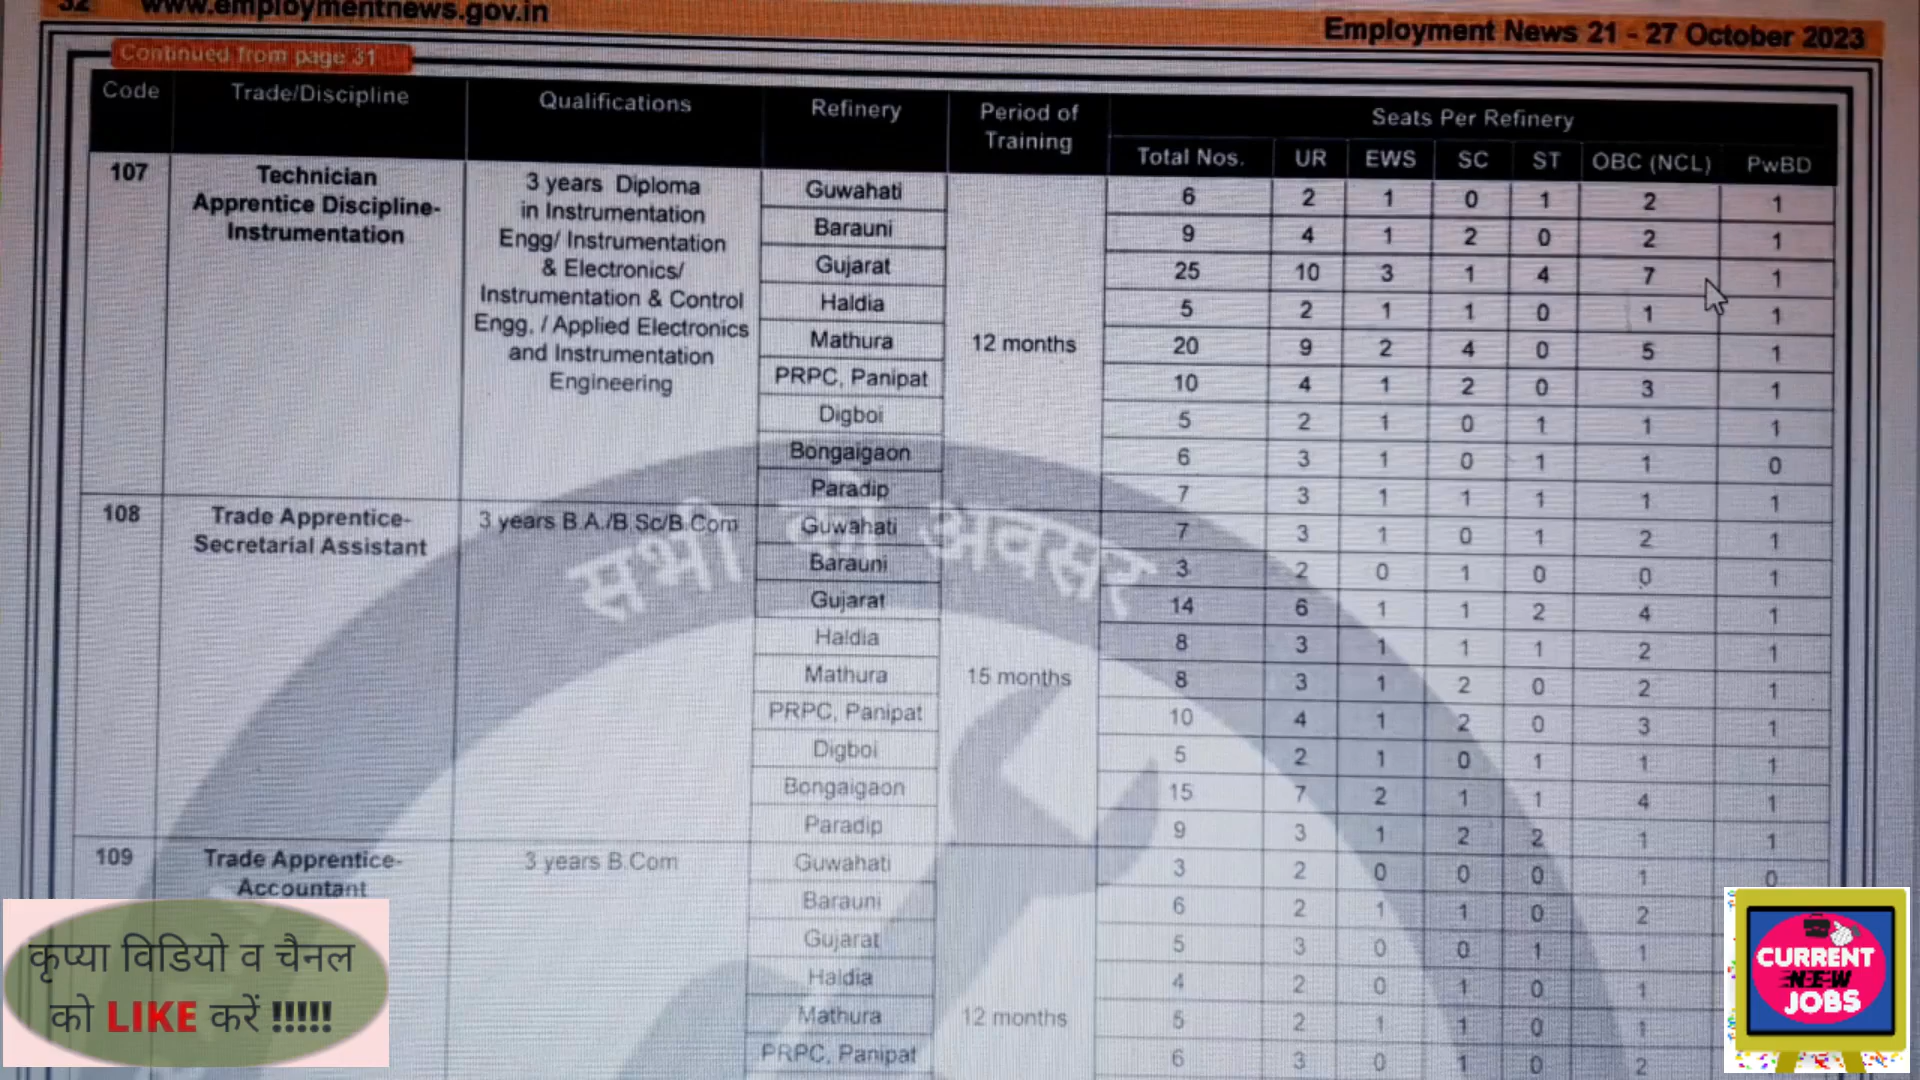 32 www.employmentnews.gov.in
Employment News 21 - 27 October 2023
Continued from page 31
Code Trade/Discipline Qualifications Refinery Period of Training Seats Per Refinery
Total Nos. UR EWS SC ST OBC (NCL) PwBD
107 Technician Apprentice Discipline- Instrumentation
3 years Diploma
in Instrumentation
Engg/ Instrumentation
& Electronics/
Instrumentation & Control
Engg. / Applied Electronics
and Instrumentation
Engineering
12 months
Guwahati 6 2 1 0 1 2 1
Barauni 9 4 1 2 0 2 1
Gujarat 25 10 3 1 4 7 1
Haldia 5 2 1 1 0 1 1
Mathura 20 9 2 4 0 5 1
PRPC, Panipat 10 4 1 2 0 3 1
Digboi 5 2 1 0 1 1 1
Bongaigaon 6 3 1 0 1 1 0
Paradip 7 3 1 1 1 1 1
108 Trade Apprentice- Secretarial Assistant
3 years B.A./B.Sc/B.Com
15 months
Guwahati 7 3 1 0 1 2 1
Barauni 3 2 0 1 0 0 1
Gujarat 14 6 1 1 2 4 1
Haldia 8 3 1 1 1 2 1
Mathura 8 3 1 2 0 2 1
PRPC, Panipat 10 4 1 2 0 3 1
Digboi 5 2 1 0 1 1 1
Bongaigaon 15 7 2 1 1 4 1
Paradip 9 3 1 2 2 1 1
109 Trade Apprentice- Accountant
3 years B.Com
12 months
Guwahati 3 2 0 0 0 1 0
Barauni 6 2 1 1 0 2
Gujarat 5 3 0 0 1 1
Haldia 4 2 0 1 0 1
Mathura 5 2 1 1 0 1
PRPC, Panipat 6 3 0 1 0 2
सभी अवसर
कृप्या विडियो व चैनल
को LIKE करें !!!!!
CURRENT
NEW
JOBS